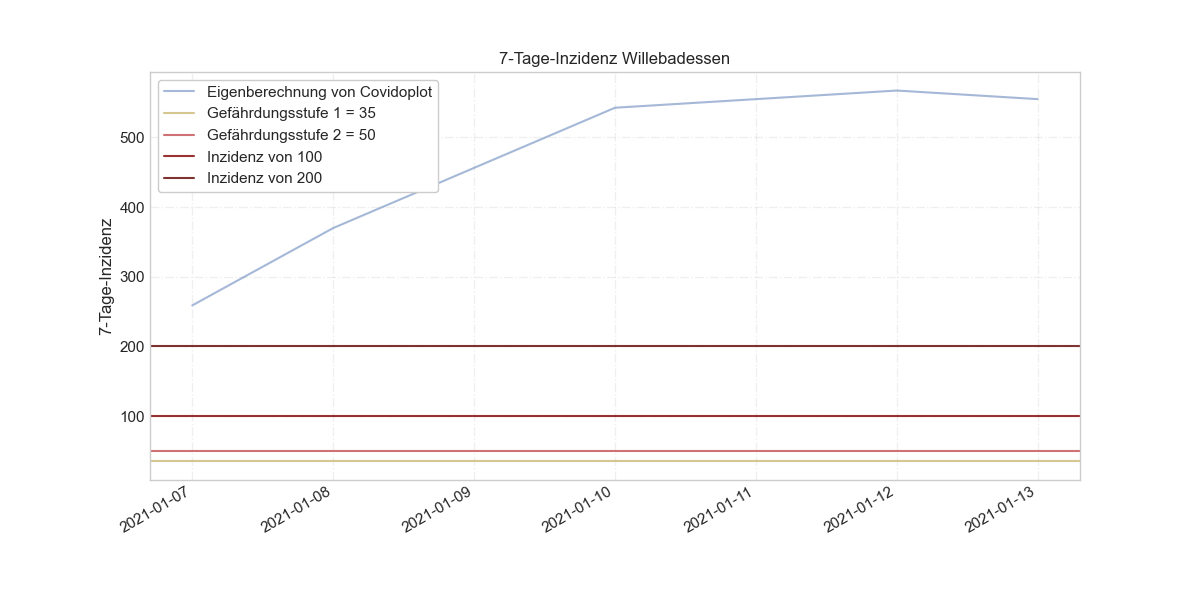 7-Tage-Inzidenz Willebadessen
Eigenberechnung von Covidoplot
Gefährdungsstufe 1 = 35
Gefährdungsstufe 2 = 50
Inzidenz von 100
Inzidenz von 200
7-Tage-Inzidenz
500
400
300
200
100
2021-01-07
2021-01-08
2021-01-09
2021-01-10
2021-01-11
2021-01-12
2021-01-13